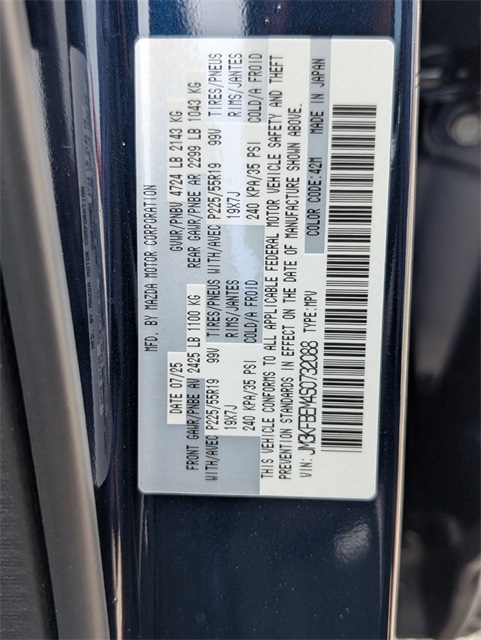 MFD. BY MAZDA MOTOR CORPORATION
DATE 07/25 GVWR/PNBV 4724 LB 2143 KG
FRONT GAWR/PNBE AV 2425 LB 1100 KG REAR GAWR/PNBE AR 2299 LB 1043 KG
WITH/AVEC P225/55R19 99V TIRES/PNEUS WITH/AVEC P225/55R19 99V TIRES/PNEUS
19X7J RIMS/JANTES 19X7J RIMS/JANTES
240 KPA/35 PSI COLD/A FROID 240 KPA/35 PSI COLD/A FROID
THIS VEHICLE CONFORMS TO ALL APPLICABLE FEDERAL MOTOR VEHICLE SAFETY AND THEFT
PREVENTION STANDARDS IN EFFECT ON THE DATE OF MANUFACTURE SHOWN ABOVE.
VIN: JM3KFBEM4S0732088 TYPE: MPV COLOR CODE: 42M MADE IN JAPAN